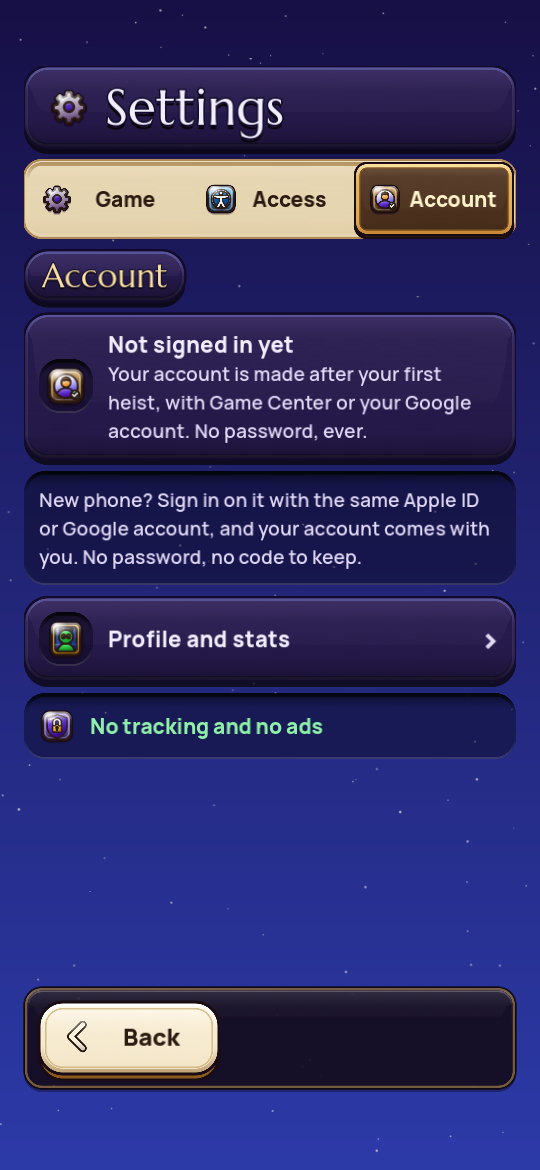 Settings
Game
Access
Account
Account
Not signed in yet
Your account is made after your first
heist, with Game Center or your Google
account. No password, ever.
New phone? Sign in on it with the same Apple ID
or Google account, and your account comes with
you. No password, no code to keep.
Profile and stats
No tracking and no ads
Back